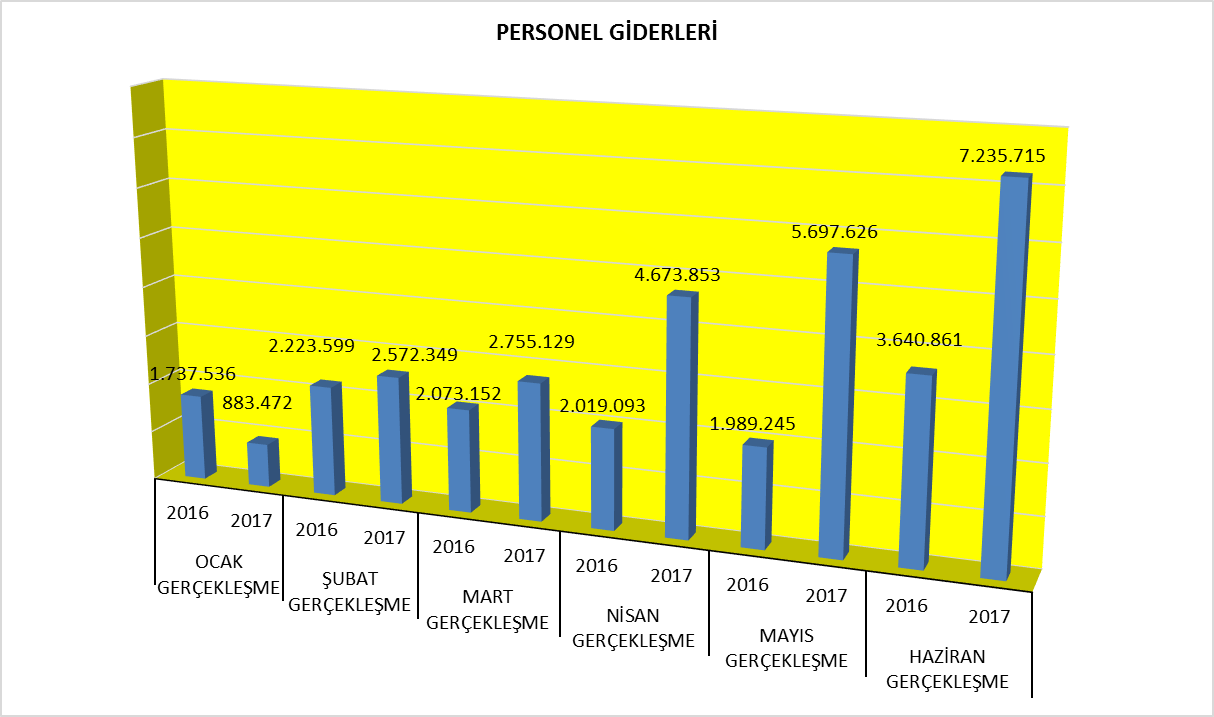 PERSONEL GİDERLERİ
7.235.715
5.697.626
4.673.853
3.640.861
2.755.129
2.223.599
2.572.349
1.737.536
2.073.152
883.472
2.019.093
1.989.245
2016
2017
2016
2017
2016
2017
2016
2017
2016
2017
2016
2017
OCAK
GERÇEKLEŞME
ŞUBAT
GERÇEKLEŞME
MART
GERÇEKLEŞME
NİSAN
GERÇEKLEŞME
MAYIS
GERÇEKLEŞME
HAZİRAN
GERÇEKLEŞME